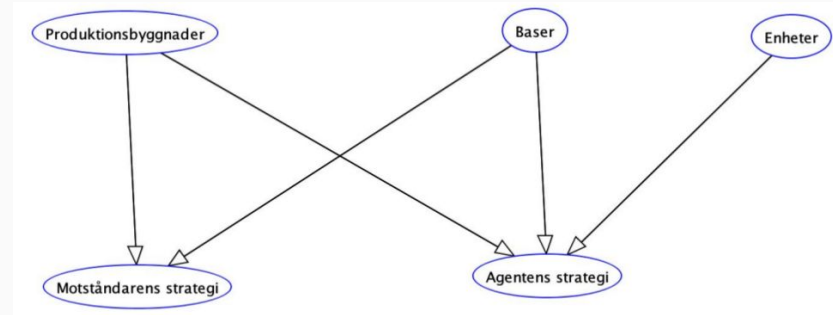 Produktionsbyggnader
Baser
Enheter
Motståndarens strategi
Agentens strategi